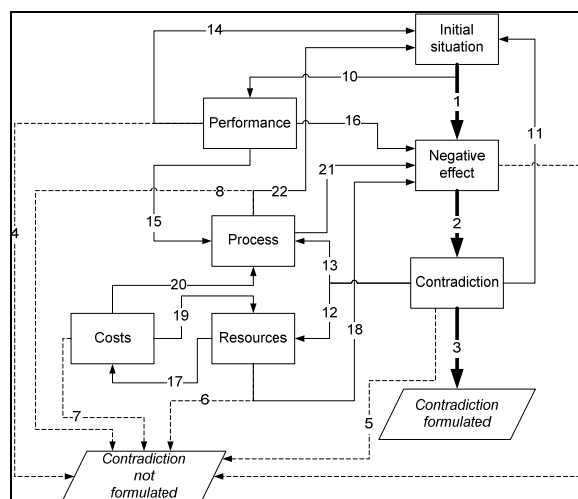 Initial
situation
14
10
1
11
Performance
16
Negative
effect
8
22
21
4
15
2
Process
13
Contradiction
20
19
12
18
Costs
Resources
3
17
6
7
5
Contradiction
formulated
Contradiction
not
formulated